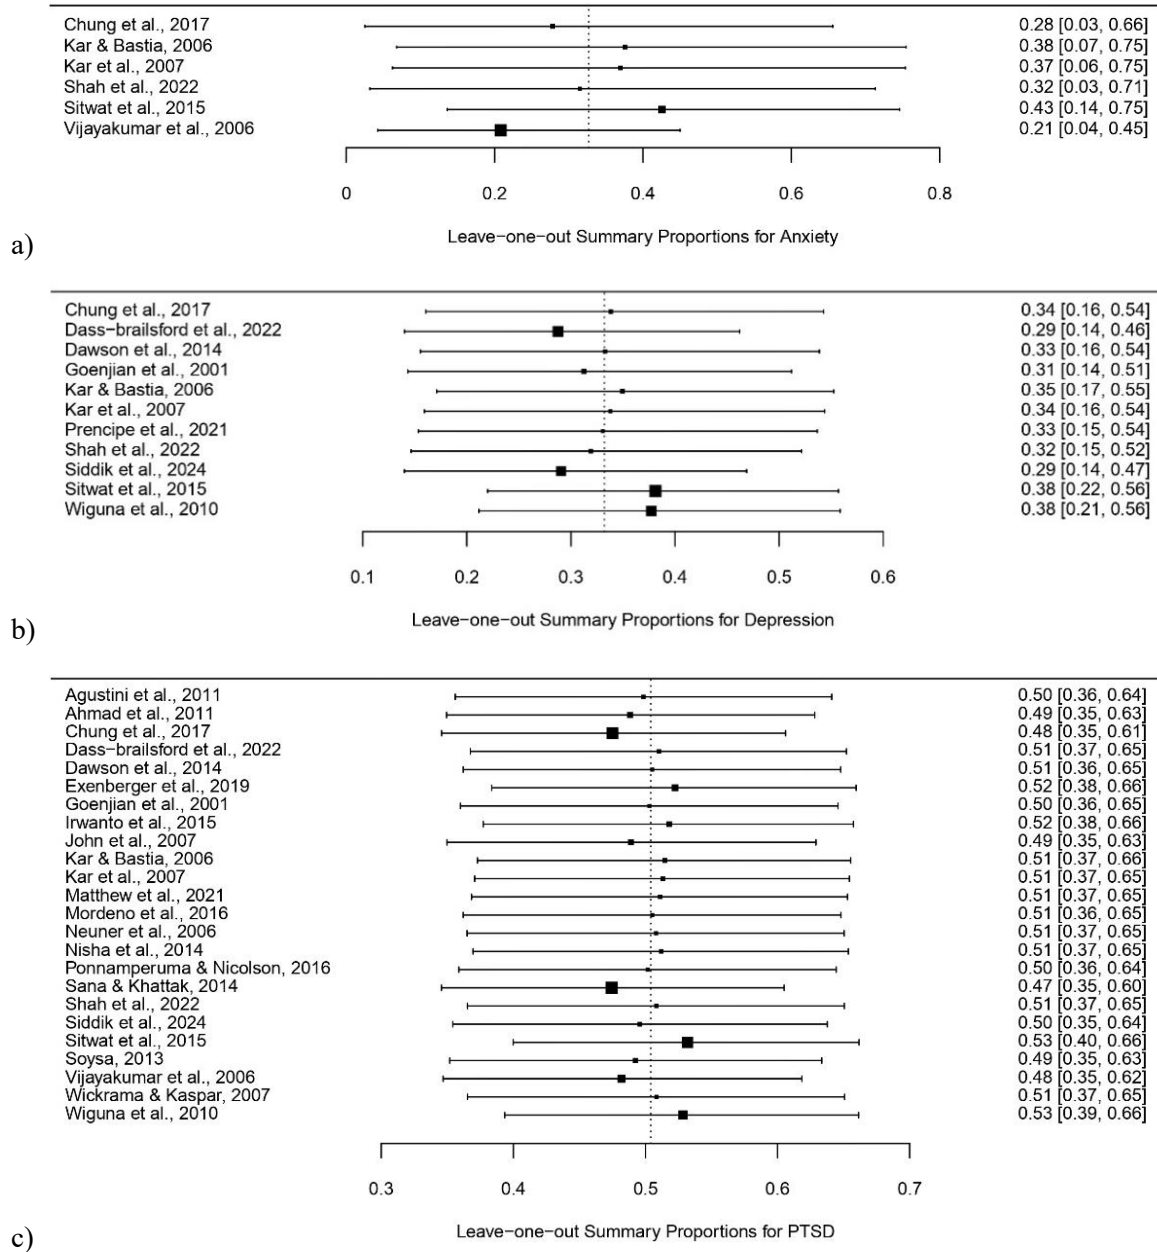 Chung et al., 2017 0.28 [0.03, 0.66]
Kar & Bastia, 2006 0.38 [0.07, 0.75]
Kar et al., 2007 0.37 [0.06, 0.75]
Shah et al., 2022 0.32 [0.03, 0.71]
Sitwat et al., 2015 0.43 [0.14, 0.75]
Vijayakumar et al., 2006 0.21 [0.04, 0.45]
0 0.2 0.4 0.6 0.8
Leave−one−out Summary Proportions for Anxiety
a)
Chung et al., 2017 0.34 [0.16, 0.54]
Dass−brailsford et al., 2022 0.29 [0.14, 0.46]
Dawson et al., 2014 0.33 [0.16, 0.54]
Goenjian et al., 2001 0.31 [0.14, 0.51]
Kar & Bastia, 2006 0.35 [0.17, 0.55]
Kar et al., 2007 0.34 [0.16, 0.54]
Prencipe et al., 2021 0.33 [0.15, 0.54]
Shah et al., 2022 0.32 [0.15, 0.52]
Siddik et al., 2024 0.29 [0.14, 0.47]
Sitwat et al., 2015 0.38 [0.22, 0.56]
Wiguna et al., 2010 0.38 [0.21, 0.56]
0.1 0.2 0.3 0.4 0.5 0.6
Leave−one−out Summary Proportions for Depression
b)
Agustini et al., 2011 0.50 [0.36, 0.64]
Ahmad et al., 2011 0.49 [0.35, 0.63]
Chung et al., 2017 0.48 [0.35, 0.61]
Dass−brailsford et al., 2022 0.51 [0.37, 0.65]
Dawson et al., 2014 0.51 [0.36, 0.65]
Exenberger et al., 2019 0.52 [0.38, 0.66]
Goenjian et al., 2001 0.50 [0.36, 0.65]
Irwanto et al., 2015 0.52 [0.38, 0.66]
John et al., 2007 0.49 [0.35, 0.63]
Kar & Bastia, 2006 0.51 [0.37, 0.66]
Kar et al., 2007 0.51 [0.37, 0.65]
Matthew et al., 2021 0.51 [0.37, 0.65]
Mordeno et al., 2016 0.51 [0.36, 0.65]
Neuner et al., 2006 0.51 [0.37, 0.65]
Nisha et al., 2014 0.51 [0.37, 0.65]
Ponnamperuma & Nicolson, 2016 0.50 [0.36, 0.64]
Sana & Khattak, 2014 0.47 [0.35, 0.60]
Shah et al., 2022 0.51 [0.37, 0.65]
Siddik et al., 2024 0.50 [0.35, 0.64]
Sitwat et al., 2015 0.53 [0.40, 0.66]
Soysa, 2013 0.49 [0.35, 0.63]
Vijayakumar et al., 2006 0.48 [0.35, 0.62]
Wickrama & Kaspar, 2007 0.51 [0.37, 0.65]
Wiguna et al., 2010 0.53 [0.39, 0.66]
0.3 0.4 0.5 0.6 0.7
Leave−one−out Summary Proportions for PTSD
c)